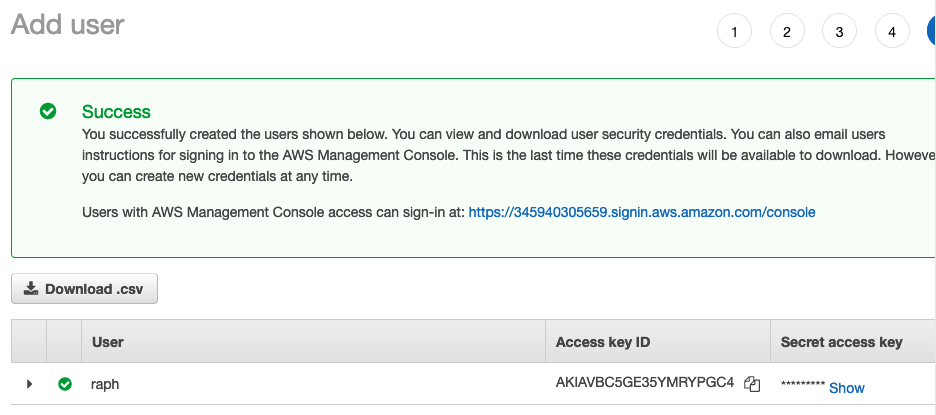 Add user
1 2 3 4
Success
You successfully created the users shown below. You can view and download user security credentials. You can also email users
instructions for signing in to the AWS Management Console. This is the last time these credentials will be available to download. Howeve
you can create new credentials at any time.
Users with AWS Management Console access can sign-in at: https://345940305659.signin.aws.amazon.com/console
Download .csv
User Access key ID Secret access key
raph AKIAVBC5GE35YMRYPGC4 ********* Show